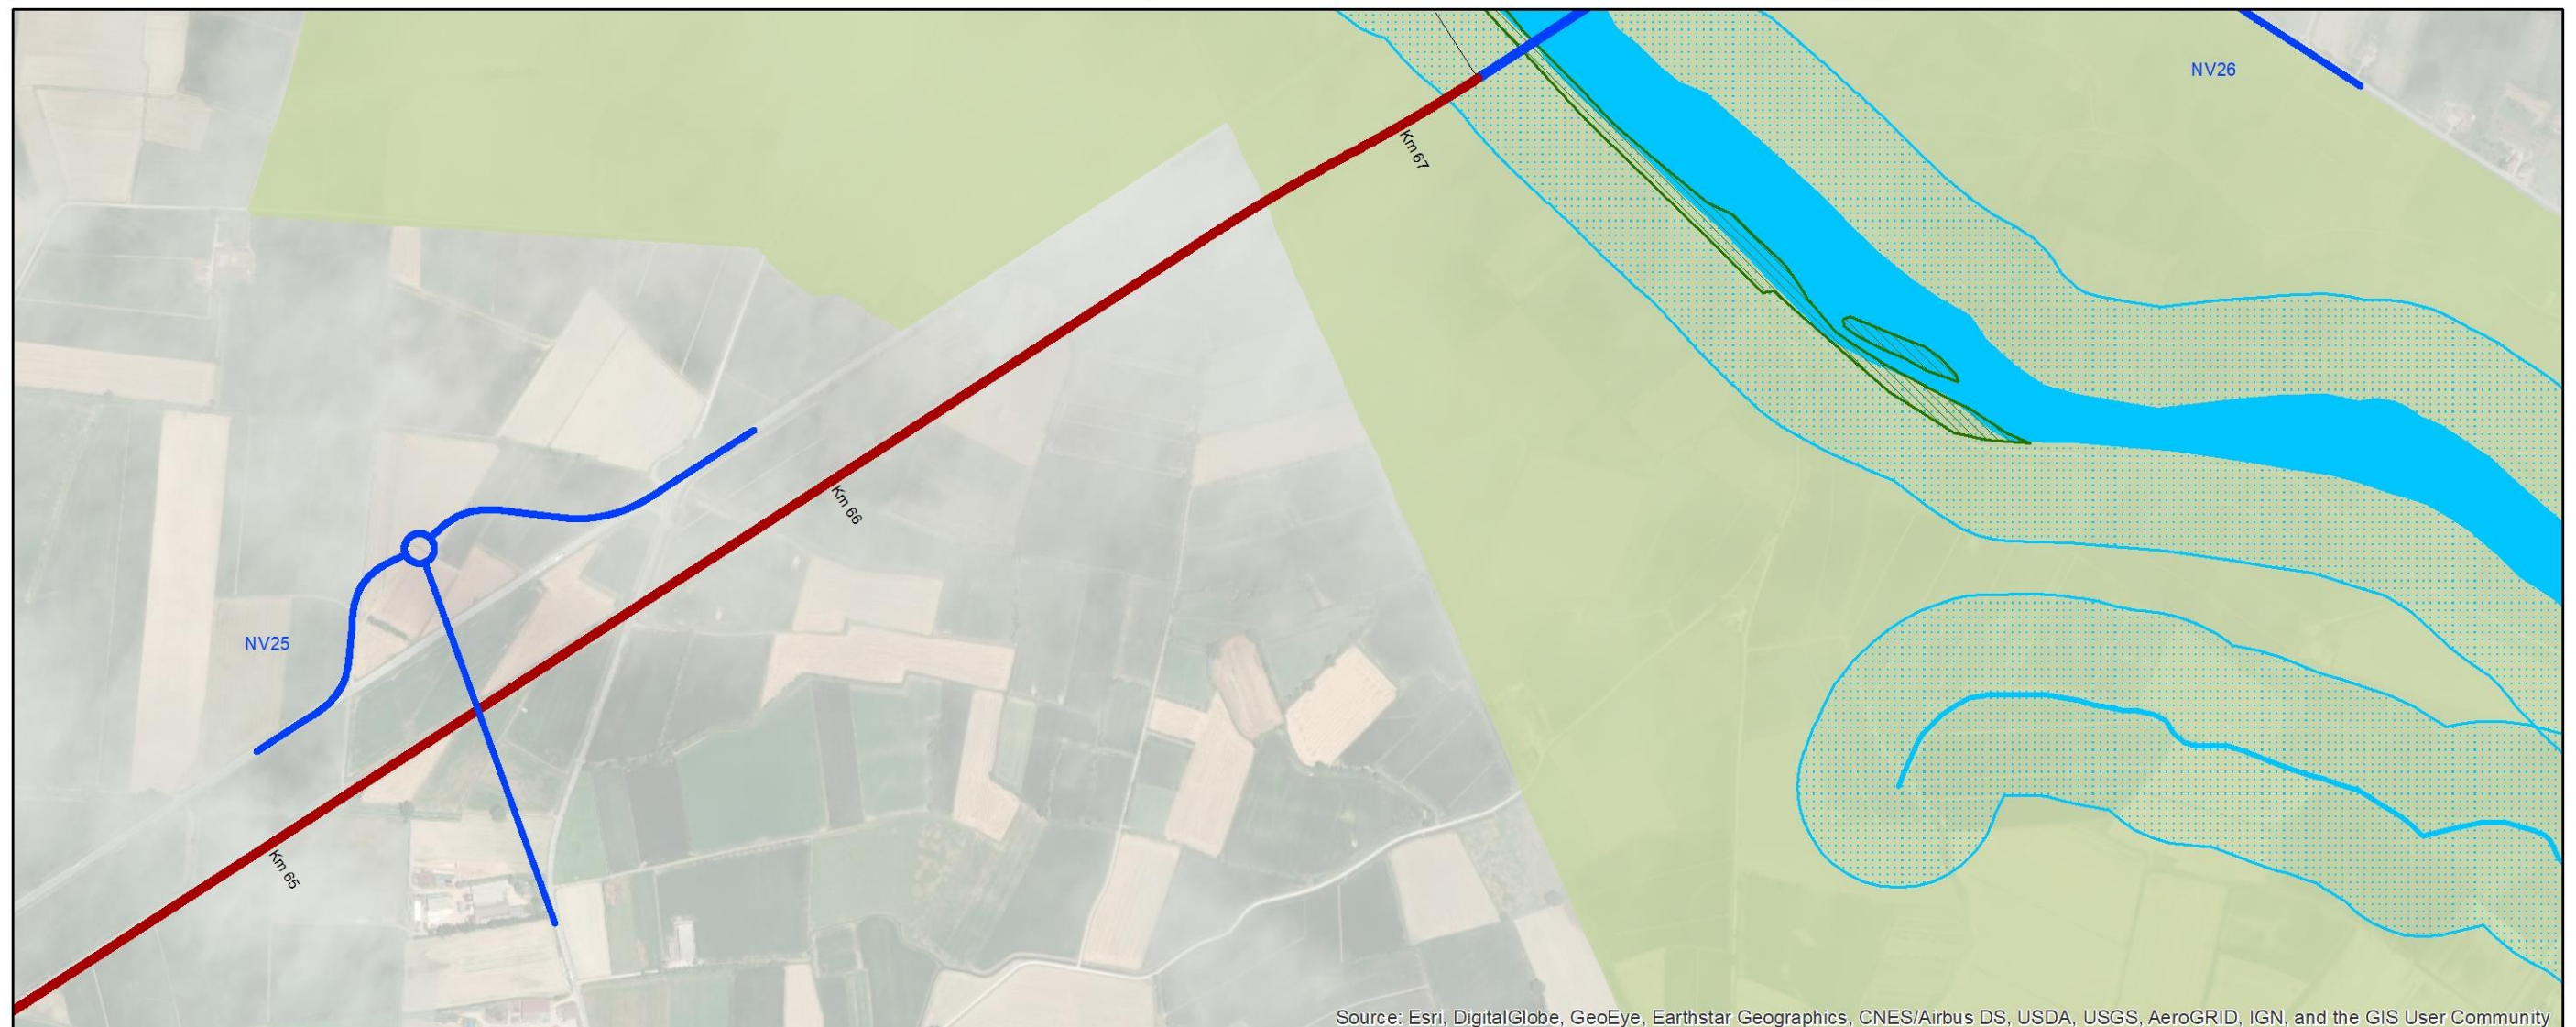 NV26
Km 67
Km 66
NV25
Km 65
Source: Esri, DigitalGlobe, GeoEye, Earthstar Geographics, CNES/Airbus DS, USDA, USGS, AeroGRID, IGN, and the GIS User Community